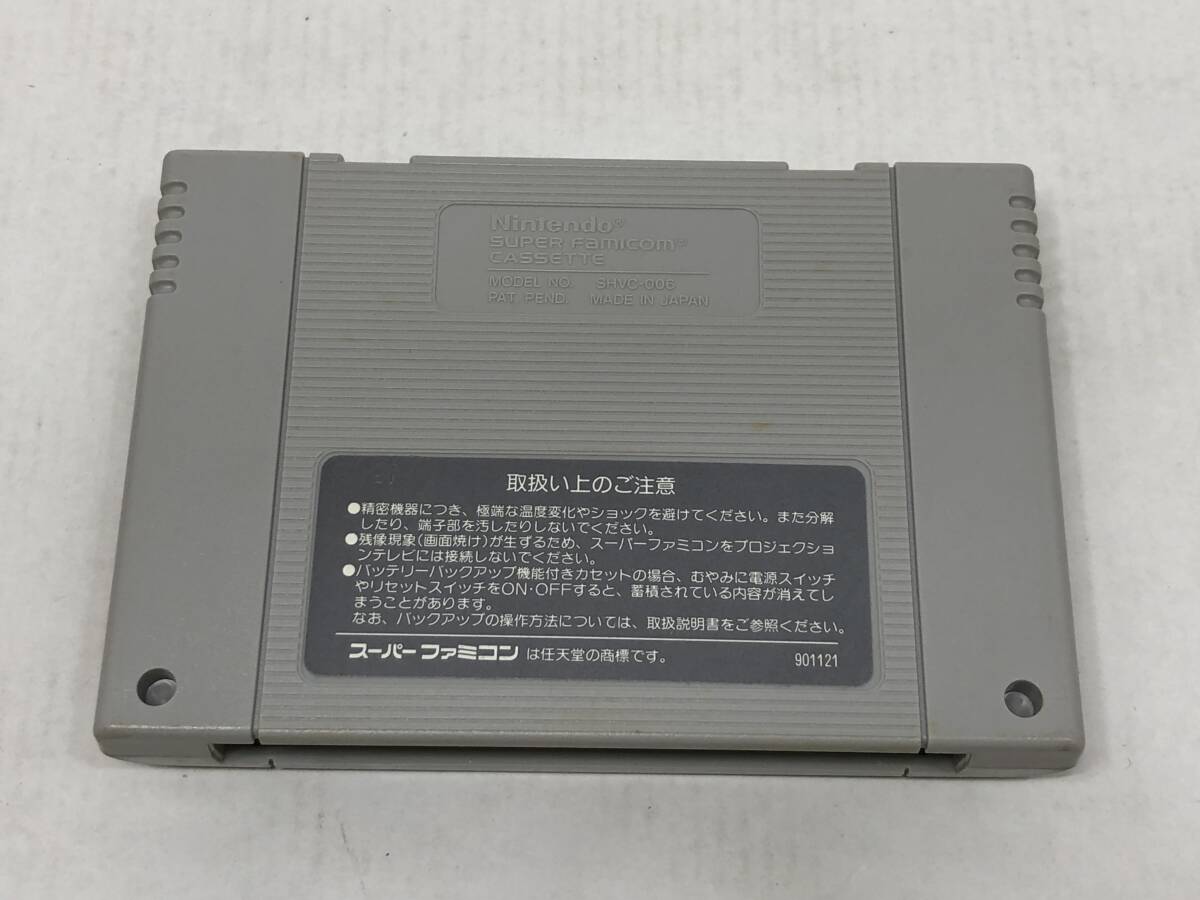 Nintendo®
SUPER FAMICOM®
CASSETTE
MODEL NO. SHVC-006
PAT. PEND. MADE IN JAPAN
取扱い上のご注意
●精密機器につき、極端な温度変化やショックを避けてください。また分解
したり、端子部を汚したりしないでください。
●残像現象(画面焼け)が生ずるため、スーパーファミコンをプロジェクショ
ンテレビには接続しないでください。
●バッテリーバックアップ機能付きカセットの場合、むやみに電源スイッチ
やリセットスイッチをON・OFFすると、蓄積されている内容が消えてし
まうことがあります。
なお、バックアップの操作方法については、取扱説明書をご参照ください。
スーパーファミコン は任天堂の商標です。 901121